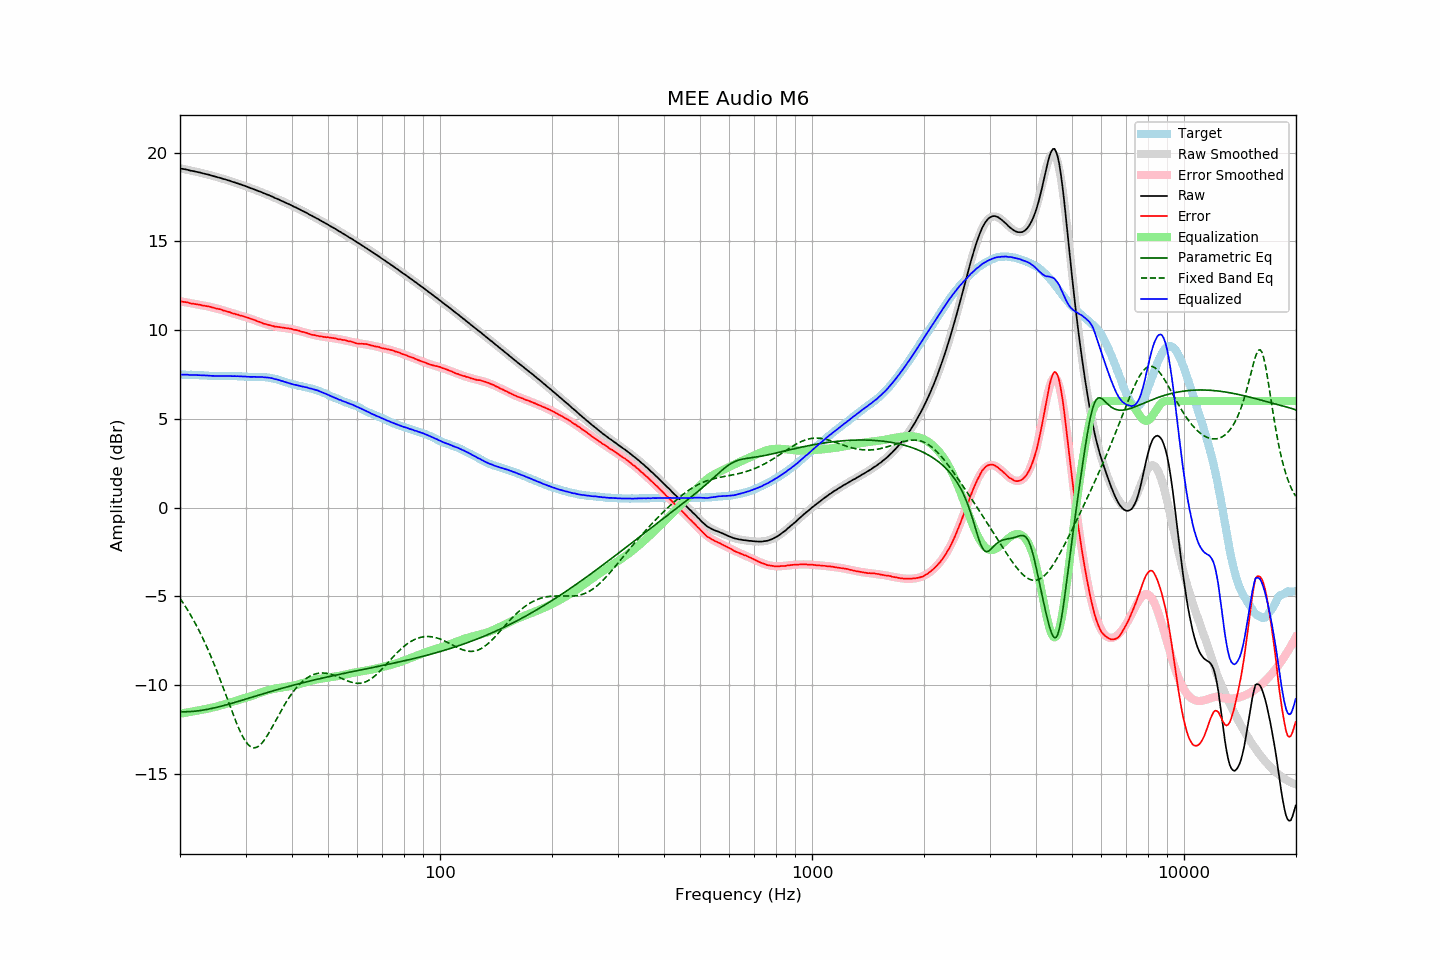 MEE Audio M6
Target
Raw Smoothed
Error Smoothed
Raw
Error
Equalization
Parametric Eq
Fixed Band Eq
Equalized
20
15
10
5
0
−5
−10
−15
Amplitude (dBr)
100
1000
10000
Frequency (Hz)